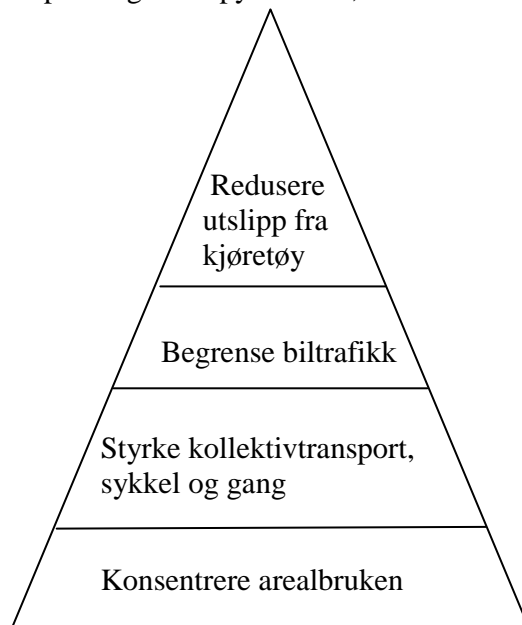 Redusere
utslipp fra
kjøretøy
Begrense biltrafikk
Styrke kollektivtransport,
sykkel og gang
Konsentrere arealbruken